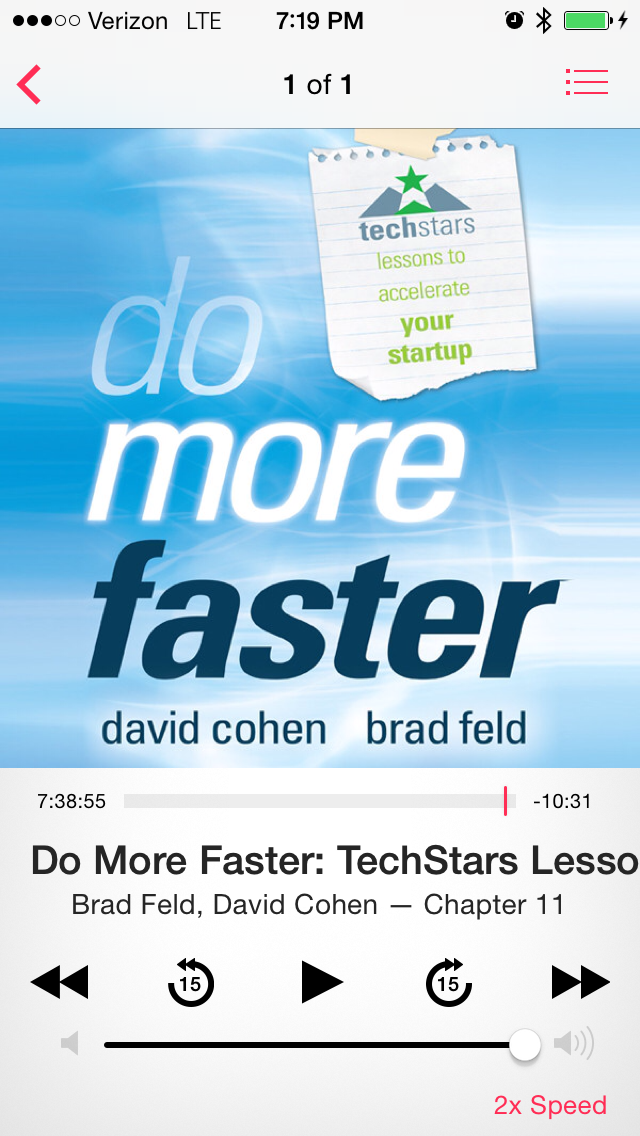 Verizon LTE 7:19 PM
1 of 1
techstars
lessons to
accelerate
your
startup
do
more
faster
david cohen brad feld
7:38:55 -10:31
Do More Faster: TechStars Lesso
Brad Feld, David Cohen — Chapter 11
15 15
2x Speed